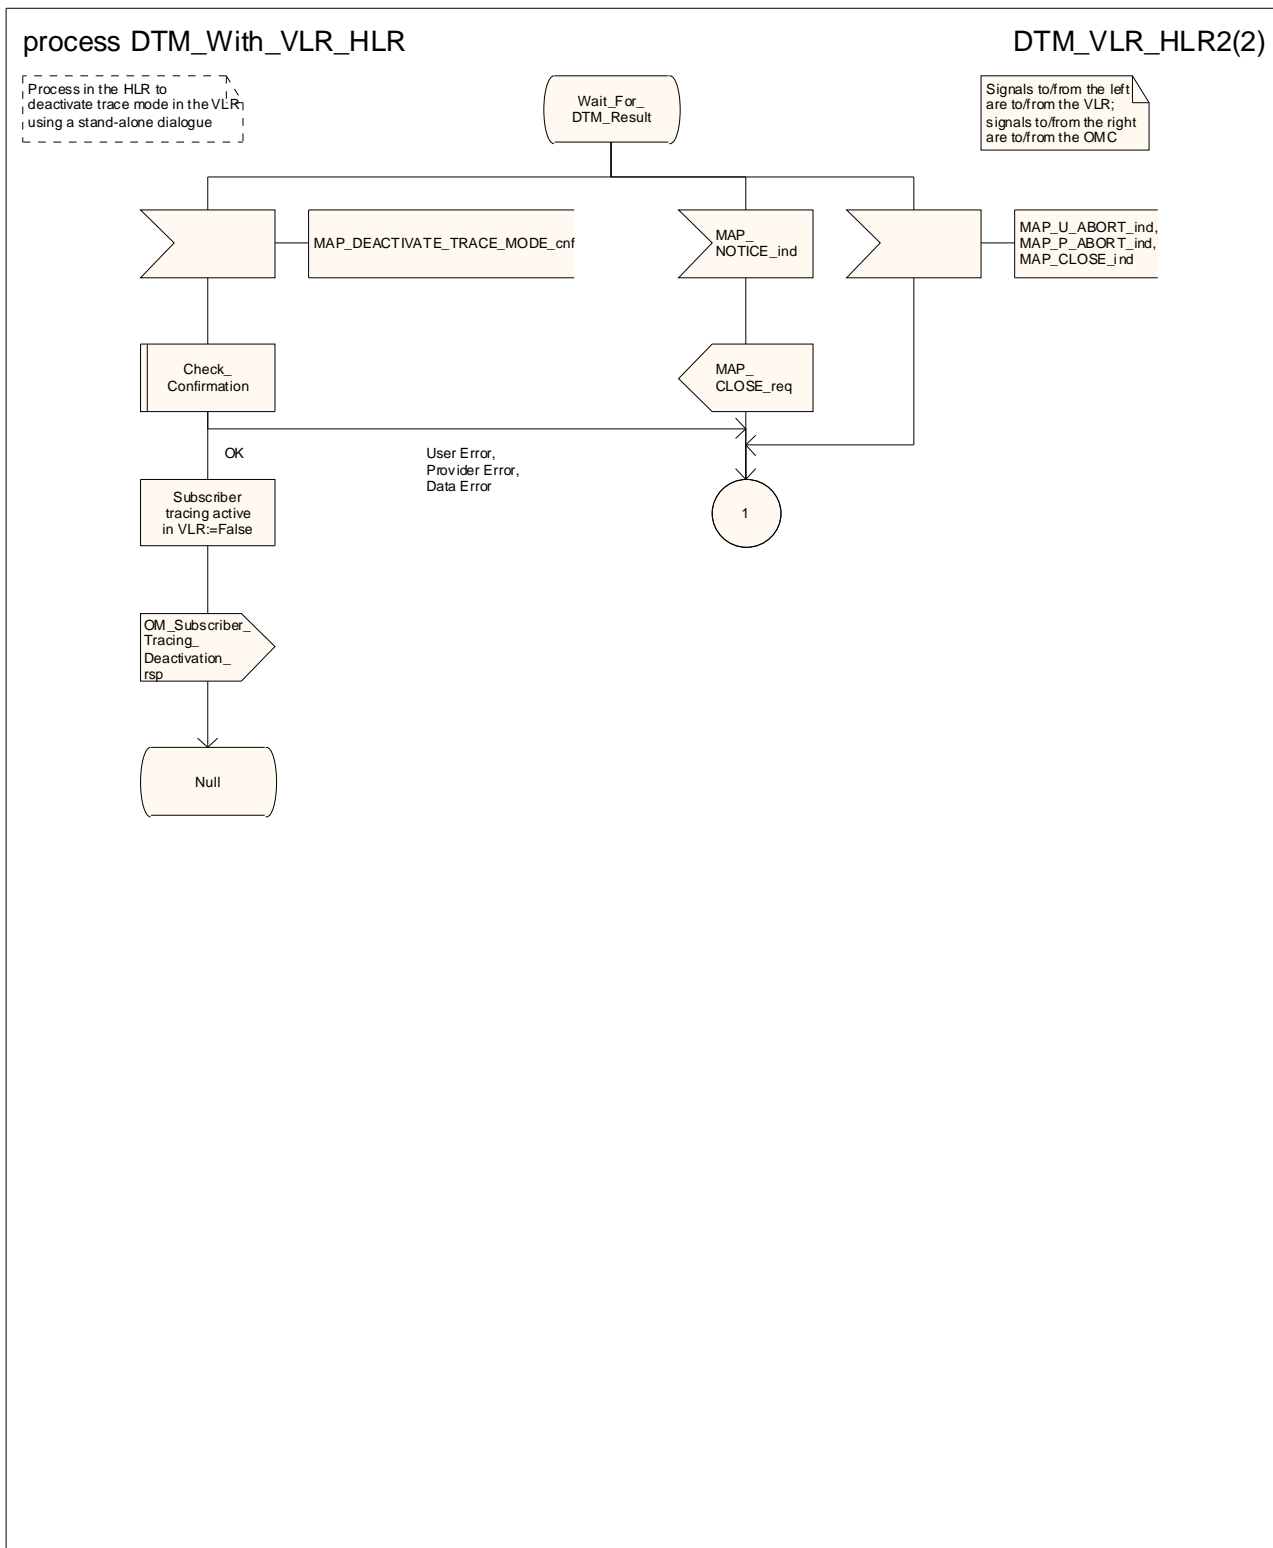 process DTM_With_VLR_HLR
DTM_VLR_HLR2(2)
Process in the HLR to
deactivate trace mode in the VLR
using a stand-alone dialogue
Wait_For_
DTM_Result
Signals to/from the left
are to/from the VLR;
signals to/from the right
are to/from the OMC
MAP_DEACTIVATE_TRACE_MODE_cnf
MAP_
NOTICE_ind
MAP_U_ABORT_ind,
MAP_P_ABORT_ind,
MAP_CLOSE_ind
Check_
Confirmation
MAP_
CLOSE_req
OK
User Error,
Provider Error,
Data Error
Subscriber
tracing active
in VLR:=False
1
OM_Subscriber_
Tracing_
Deactivation_
rsp
Null